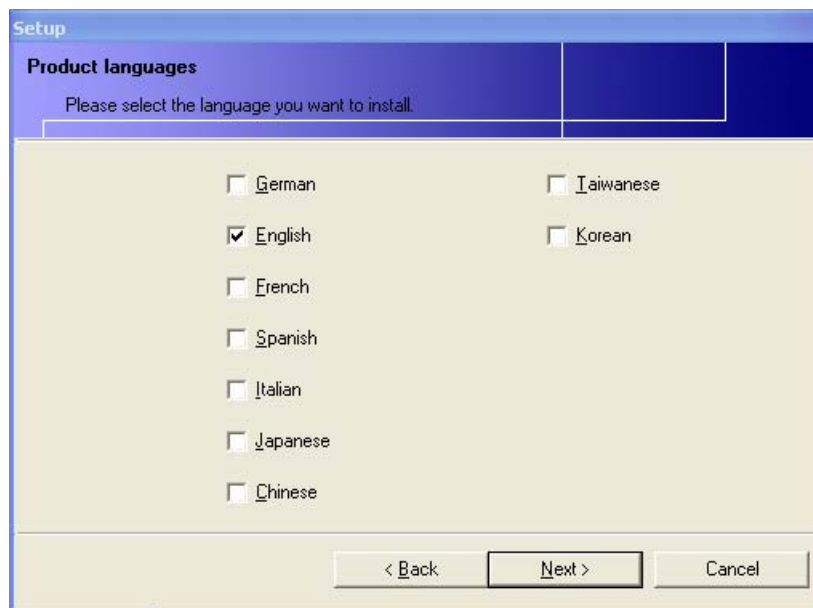 Setup
Product languages
Please select the language you want to install.
German
English
French
Spanish
Italian
Japanese
Chinese
Taiwanese
Korean
< Back
Next >
Cancel